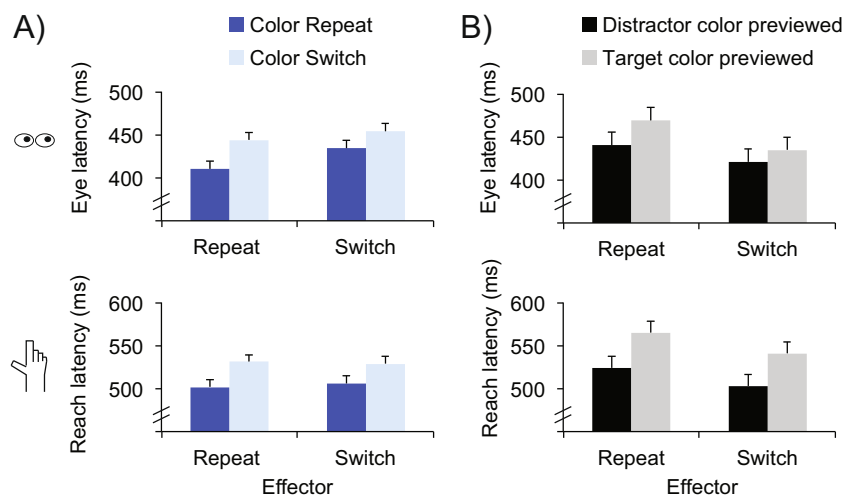 A)
Color Repeat
Color Switch
Eye latency (ms)
500
450
400
Repeat Switch
Reach latency (ms)
600
550
500
Repeat Switch
Effector
B)
Distractor color previewed
Target color previewed
Eye latency (ms)
500
450
400
Repeat Switch
Reach latency (ms)
600
550
500
Repeat Switch
Effector